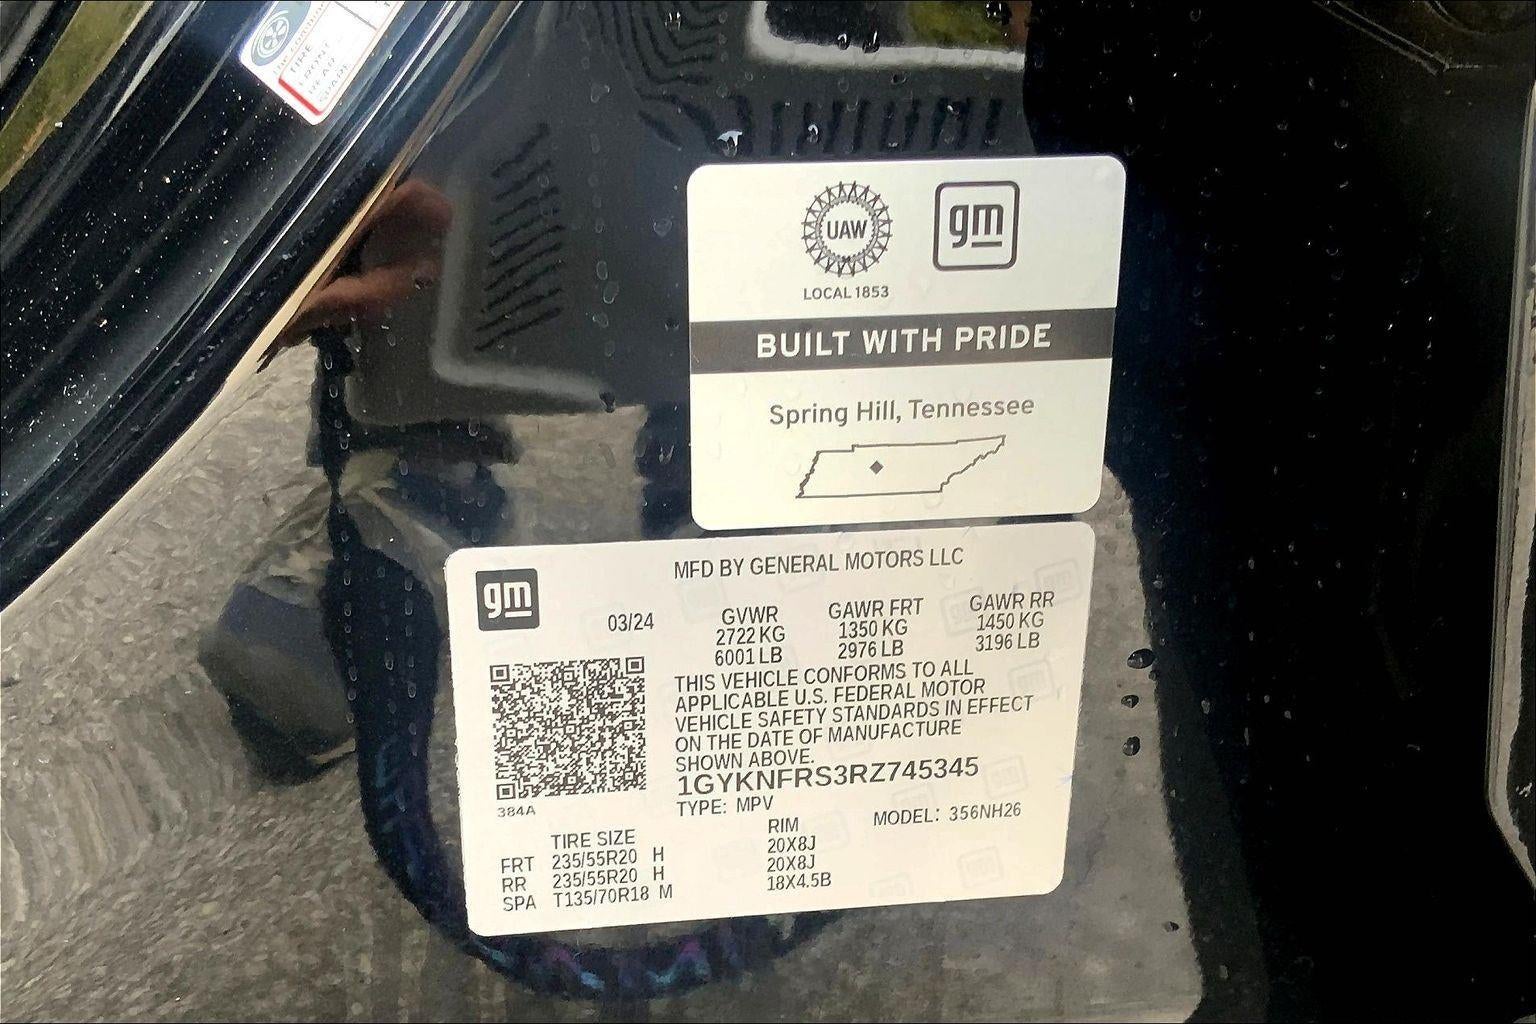 TIRE
FRONT
REAR
SPARE
UAW
gm
LOCAL 1853
BUILT WITH PRIDE
Spring Hill, Tennessee
gm
MFD BY GENERAL MOTORS LLC
03/24
GVWR
2722 KG
6001 LB
GAWR FRT
1350 KG
2976 LB
GAWR RR
1450 KG
3196 LB
THIS VEHICLE CONFORMS TO ALL
APPLICABLE U.S. FEDERAL MOTOR
VEHICLE SAFETY STANDARDS IN EFFECT
ON THE DATE OF MANUFACTURE
SHOWN ABOVE.
1GYKNFRS3RZ745345
TYPE: MPV
MODEL: 356NH26
384A
TIRE SIZE
RIM
FRT 235/55R20 H 20X8J
RR 235/55R20 H 20X8J
SPA T135/70R18 M 18X4.5B